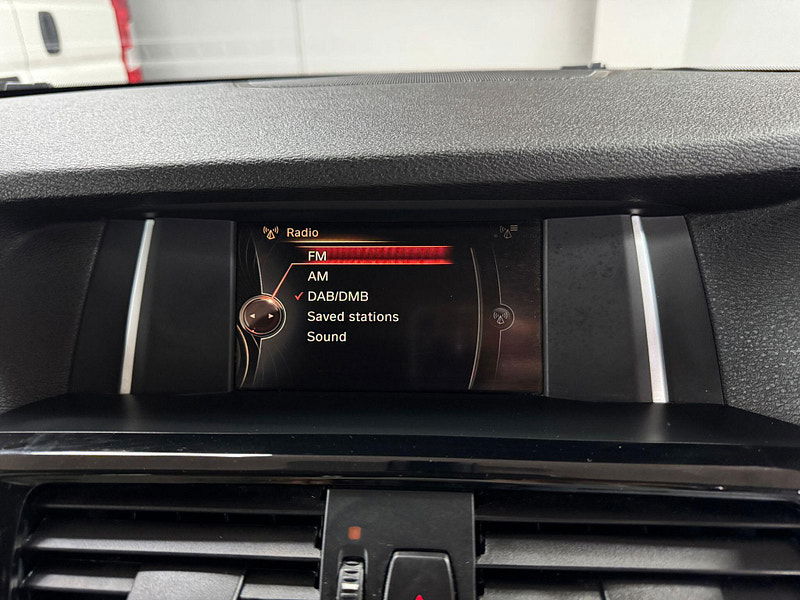 Radio
FM
AM
DAB/DMB
Saved stations
Sound